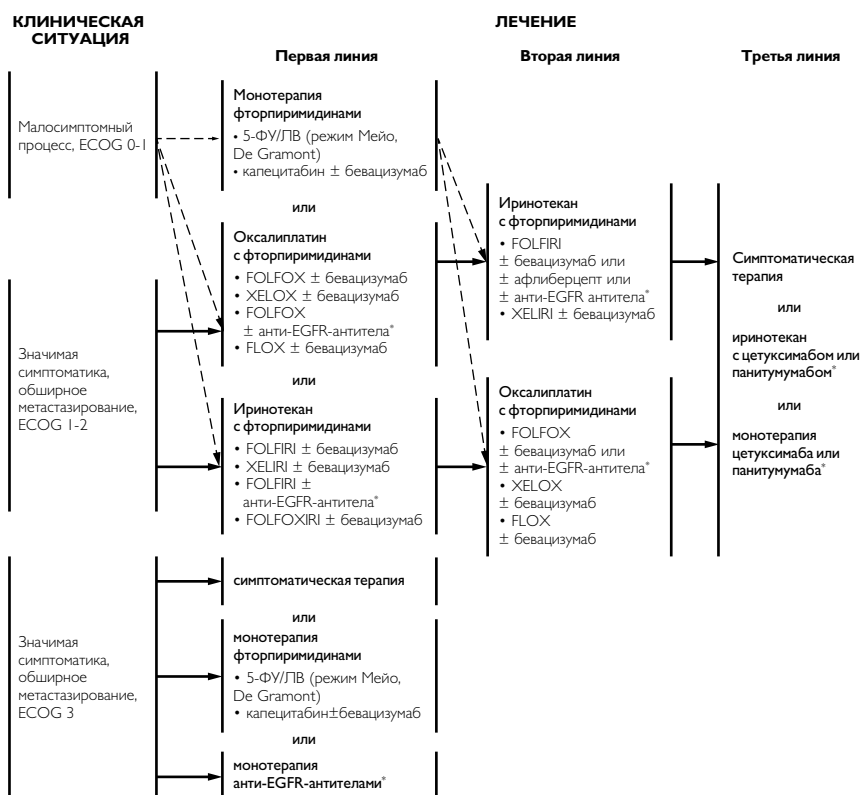 КЛИНИЧЕСКАЯ
СИТУАЦИЯ
ЛЕЧЕНИЕ
Первая линия
Вторая линия
Третья линия
Малосимптомный
процесс, ECOG 0-1
Монотерапия
фторпиримидинами
• 5-ФУ/ЛВ (режим Мейо,
De Gramont)
• капецитабин ± бевацизумаб
или
Оксалиплатин
с фторпиримидинами
• FOLFOX ± бевацизумаб
• XELOX ± бевацизумаб
• FOLFOX
± анти-EGFR-антитела*
• FLOX ± бевацизумаб
или
Значимая
симптоматика,
обширное
метастазирование,
ECOG 1-2
Иринотекан
с фторпиримидинами
• FOLFIRI ± бевацизумаб
• XELIRI ± бевацизумаб
• FOLFIRI ±
анти-EGFR-антитела*
• FOLFOXIRI ± бевацизумаб
Иринотекан
с фторпиримидинами
• FOLFIRI
± бевацизумаб или
± афлиберцепт или
± анти-EGFR антитела*
• XELIRI ± бевацизумаб
Оксалиплатин
с фторпиримидинами
• FOLFOX
± бевацизумаб или
± анти-EGFR-антитела*
• XELOX
± бевацизумаб
• FLOX
± бевацизумаб
Симптоматическая
терапия
или
иринотекан
с цетуксимабом или
панитумумабом*
или
монотерапия
цетуксимаба или
панитумумаба*
Значимая
симптоматика,
обширное
метастазирование,
ECOG 3
симптоматическая терапия
или
монотерапия
фторпиримидинами
• 5-ФУ/ЛВ (режим Мейо,
De Gramont)
• капецитабин±бевацизумаб
или
монотерапия
анти-EGFR-антителами*